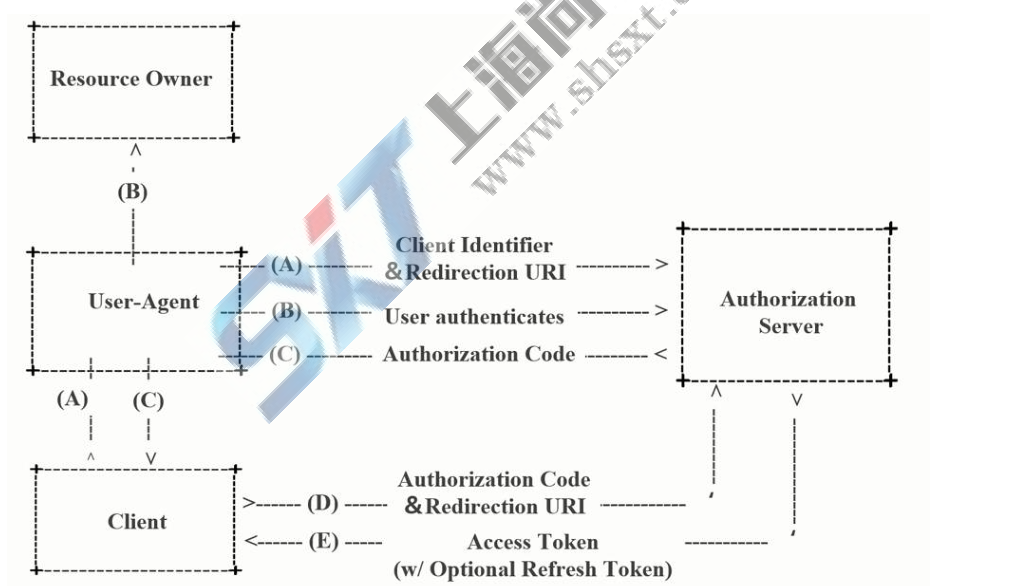 上海尚
www.shsxt.c
SXT
Resource Owner
(B)
User-Agent
(A)
Client Identifier
&Redirection URI
(B)
User authenticates
(C)
Authorization Code
Authorization
Server
(A)
(C)
Client
(D)
Authorization Code
&Redirection URI
(E)
Access Token
(w/ Optional Refresh Token)